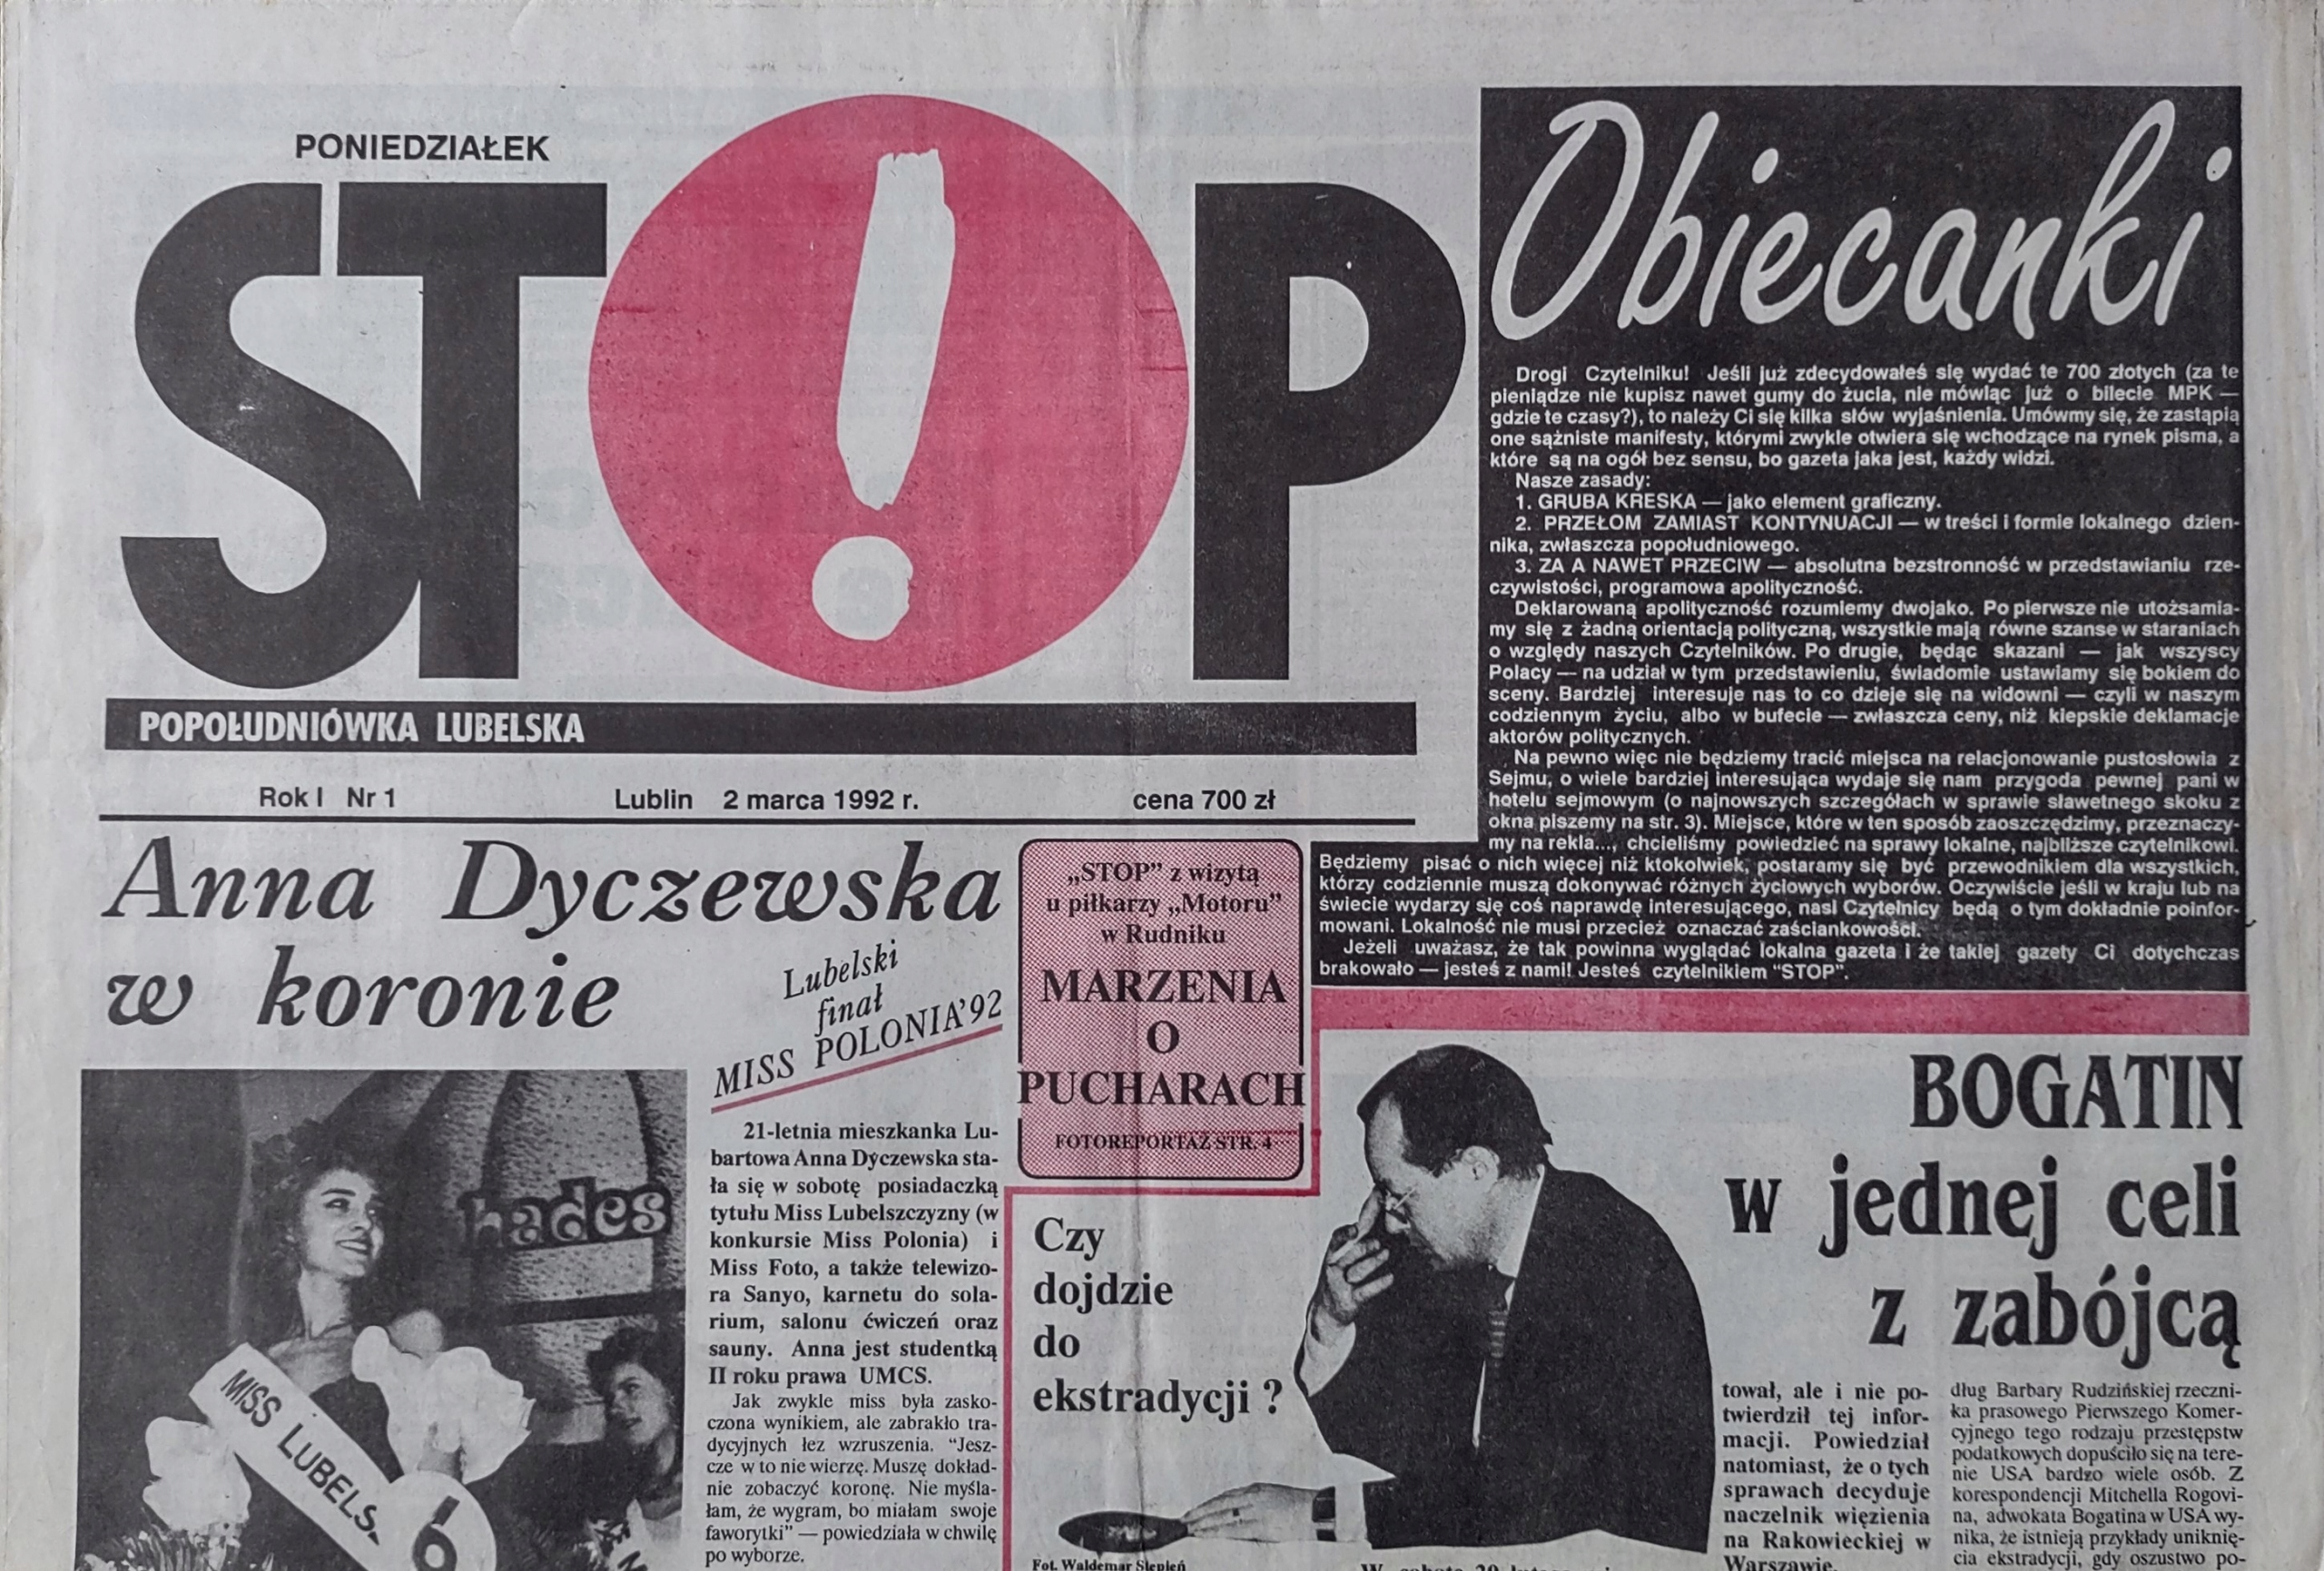 PONIEDZIAŁEK
ST!P
POPOŁUDNIÓWKA LUBELSKA
Rok I Nr 1 Lublin 2 marca 1992 r. cena 700 zł
Obiecanki
Drogi Czytelniku! Jeśli już zdecydowałeś się wydać te 700 złotych (za te
pieniądze nie kupisz nawet gumy do żucia, nie mówiąc już o bilecie MPK —
gdzie te czasy?), to należy Ci się kilka słów wyjaśnienia. Umówmy się, że zastąpią
one sążniste manifesty, którymi zwykle otwiera się wchodzące na rynek pisma, a
które są na ogół bez sensu, bo gazeta jaka jest, każdy widzi.
Nasze zasady:
1. GRUBA KRESKA — jako element graficzny.
2. PRZEŁOM ZAMIAST KONTYNUACJI — w treści i formie lokalnego dzien-
nika, zwłaszcza popołudniowego.
3. ZA A NAWET PRZECIW — absolutna bezstronność w przedstawianiu rze-
czywistości, programowa apolityczność.
Deklarowaną apolityczność rozumiemy dwojako. Po pierwsze nie utożsamia-
my się z żadną orientacją polityczną, wszystkie mają równe szanse w staraniach
o względy naszych Czytelników. Po drugie, będąc skazani — jak wszyscy
Polacy — na udział w tym przedstawieniu, świadomie ustawiamy się bokiem do
sceny. Bardziej interesuje nas to co dzieje się na widowni — czyli w naszym
codziennym życiu, albo w bufecie — zwłaszcza ceny, niż kiepskie deklamacje
aktorów politycznych.
Na pewno więc nie będziemy tracić miejsca na relacjonowanie pustosłowia z
Sejmu, o wiele bardziej interesująca wydaje się nam przygoda pewnej pani w
hotelu sejmowym (o najnowszych szczegółach w sprawie sławetnego skoku z
okna piszemy na str. 3). Miejsce, które w ten sposób zaoszczędzimy, przeznaczy-
my na rekla..., chcieliśmy powiedzieć na sprawy lokalne, najbliższe czytelnikowi.
Będziemy pisać o nich więcej niż ktokolwiek, postaramy się być przewodnikiem dla wszystkich,
którzy codziennie muszą dokonywać różnych życiowych wyborów. Oczywiście jeśli w kraju lub na
świecie wydarzy się coś naprawdę interesującego, nasi Czytelnicy będą o tym dokładnie poinfor-
mowani. Lokalność nie musi przecież oznaczać zaściankowości.
Jeżeli uważasz, że tak powinna wyglądać lokalna gazeta i że takiej gazety Ci dotychczas
brakowało — jesteś z nami! Jesteś czytelnikiem "STOP".
Anna Dyczewska
w koronie
Lubelski
finał
MISS POLONIA'92
hades
MISS LUBELS
6
21-letnia mieszkanka Lu-
bartowa Anna Dyczewska sta-
ła się w sobotę posiadaczką
tytułu Miss Lubelszczyzny (w
konkursie Miss Polonia) i
Miss Foto, a także telewizo-
ra Sanyo, karnetu do sola-
rium, salonu ćwiczeń oraz
sauny. Anna jest studentką
II roku prawa UMCS.
Jak zwykle miss była zasko-
czona wynikiem, ale zabrakło tra-
dycyjnych łez wzruszenia. "Jesz-
cze w to nie wierzę. Muszę dokład-
nie zobaczyć koronę. Nie myśla-
łam, że wygram, bo miałam swoje
faworytki" — powiedziała w chwilę
po wyborze.
„STOP” z wizytą
u piłkarzy „Motoru”
w Rudniku
MARZENIA
O
PUCHARACH
FOTOREPORTAŻ STR. 4
Czy
dojdzie
do
ekstradycji ?
Fot. Waldemar Stępień
BOGATIN
w jednej celi
z zabójcą
W sobotę 29 lutego
tował, ale i nie po-
twierdził tej infor-
macji. Powiedział
natomiast, że o tych
sprawach decyduje
naczelnik więzienia
na Rakowieckiej w
Warszawie.
dług Barbary Rudzińskiej rzeczni-
ka prasowego Pierwszego Komer-
cyjnego tego rodzaju przestępstw
podatkowych dopuściło się na tere-
nie USA bardzo wiele osób. Z
korespondencji Mitchella Rogovi-
na, adwokata Bogatina w USA wy-
nika, że istnieją przykłady uniknię-
cia ekstradycji, gdy oszustwo po-